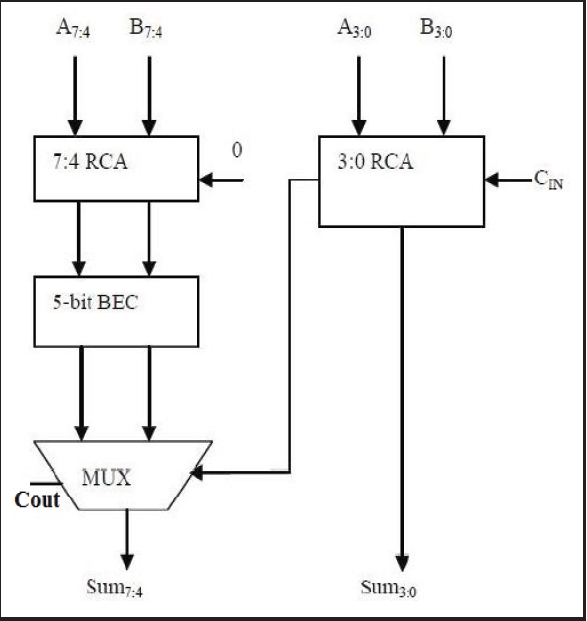 A7:4 B7:4 A3:0 B3:0
7:4 RCA
0
3:0 RCA
CIN
5-bit BEC
MUX
Cout
Sum7:4
Sum3:0